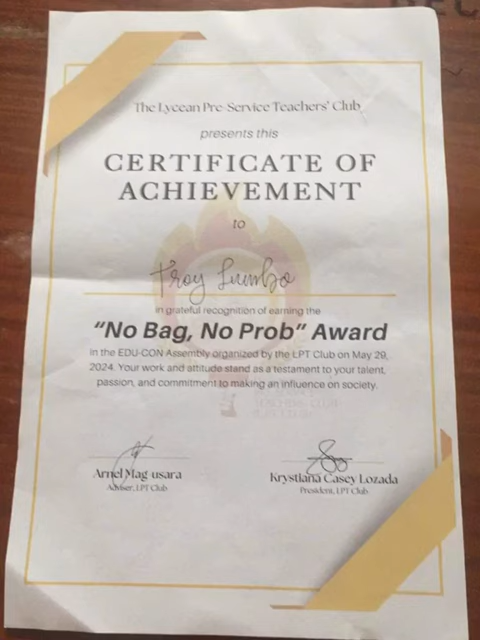 The Lycean Pre-Service Teachers' Club
presents this
CERTIFICATE OF
ACHIEVEMENT
to
Troy Lumbo
in grateful recognition of earning the
"No Bag, No Prob" Award
in the EDU-CON Assembly organized by the LPT Club on May 29,
2024. Your work and attitude stand as a testament to your talent,
passion, and commitment to making an influence on society.
Arnel Mag-usara
Adviser, LPT Club
Krystiana Casey Lozada
President, LPT Club